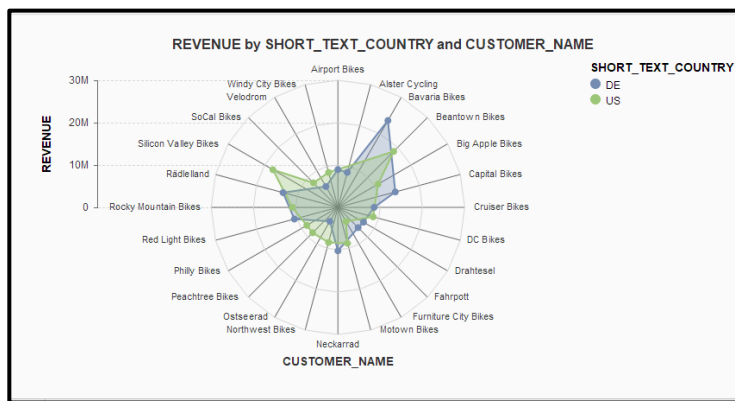 REVENUE by SHORT_TEXT_COUNTRY and CUSTOMER_NAME
SHORT_TEXT_COUNTRY
DE
US
REVENUE
30M
20M
10M
0
Airport Bikes
Alster Cycling
Bavaria Bikes
Beantown Bikes
Big Apple Bikes
Capital Bikes
Cruiser Bikes
DC Bikes
Drahtesel
Fahrpott
Furniture City Bikes
Motown Bikes
Neckarrad
Northwest Bikes
Ostseerad
Peachtree Bikes
Philly Bikes
Red Light Bikes
Rocky Mountain Bikes
Rädlelland
Silicon Valley Bikes
SoCal Bikes
Velodrom
Windy City Bikes
CUSTOMER_NAME